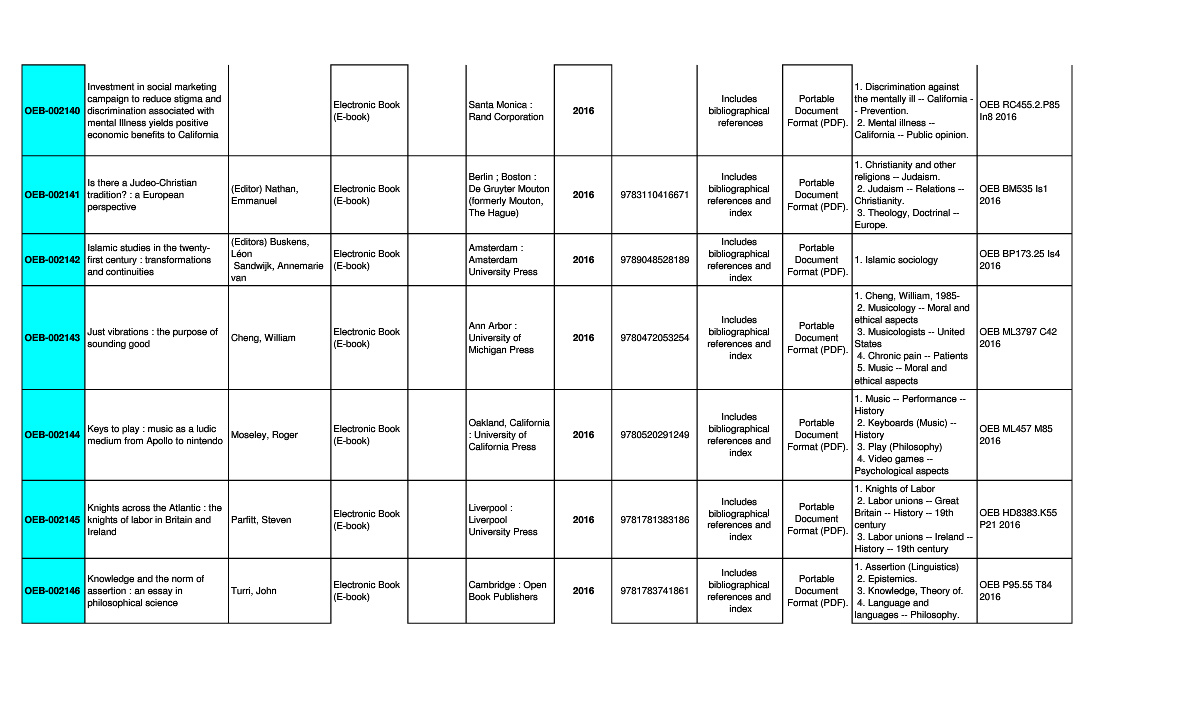 OEB-002140
Investment in social marketing
campaign to reduce stigma and
discrimination associated with
mental Illness yields positive
economic benefits to California
Electronic Book
(E-book)
Santa Monica :
Rand Corporation
2016
Includes
bibliographical
references
Portable
Document
Format (PDF).
1. Discrimination against
the mentally ill -- California -
- Prevention.
2. Mental illness --
California -- Public opinion.
OEB RC455.2.P85
In8 2016
OEB-002141
Is there a Judeo-Christian
tradition? : a European
perspective
(Editor) Nathan,
Emmanuel
Electronic Book
(E-book)
Berlin ; Boston :
De Gruyter Mouton
(formerly Mouton,
The Hague)
2016
9783110416671
Includes
bibliographical
references and
index
Portable
Document
Format (PDF).
1. Christianity and other
religions -- Judaism.
2. Judaism -- Relations --
Christianity.
3. Theology, Doctrinal --
Europe.
OEB BM535 Is1
2016
OEB-002142
Islamic studies in the twenty-
first century : transformations
and continuities
(Editors) Buskens,
Léon
Sandwijk, Annemarie
van
Electronic Book
(E-book)
Amsterdam :
Amsterdam
University Press
2016
9789048528189
Includes
bibliographical
references and
index
Portable
Document
Format (PDF).
1. Islamic sociology
OEB BP173.25 Is4
2016
OEB-002143
Just vibrations : the purpose of
sounding good
Cheng, William
Electronic Book
(E-book)
Ann Arbor :
University of
Michigan Press
2016
9780472053254
Includes
bibliographical
references and
index
Portable
Document
Format (PDF).
1. Cheng, William, 1985-
2. Musicology -- Moral and
ethical aspects
3. Musicologists -- United
States
4. Chronic pain -- Patients
5. Music -- Moral and
ethical aspects
OEB ML3797 C42
2016
OEB-002144
Keys to play : music as a ludic
medium from Apollo to nintendo
Moseley, Roger
Electronic Book
(E-book)
Oakland, California
: University of
California Press
2016
9780520291249
Includes
bibliographical
references and
index
Portable
Document
Format (PDF).
1. Music -- Performance --
History
2. Keyboards (Music) --
History
3. Play (Philosophy)
4. Video games --
Psychological aspects
OEB ML457 M85
2016
OEB-002145
Knights across the Atlantic : the
knights of labor in Britain and
Ireland
Parfitt, Steven
Electronic Book
(E-book)
Liverpool :
Liverpool
University Press
2016
9781781383186
Includes
bibliographical
references and
index
Portable
Document
Format (PDF).
1. Knights of Labor
2. Labor unions -- Great
Britain -- History -- 19th
century
3. Labor unions -- Ireland --
History -- 19th century
OEB HD8383.K55
P21 2016
OEB-002146
Knowledge and the norm of
assertion : an essay in
philosophical science
Turri, John
Electronic Book
(E-book)
Cambridge : Open
Book Publishers
2016
9781783741861
Includes
bibliographical
references and
index
Portable
Document
Format (PDF).
1. Assertion (Linguistics)
2. Epistemics.
3. Knowledge, Theory of.
4. Language and
languages -- Philosophy.
OEB P95.55 T84
2016